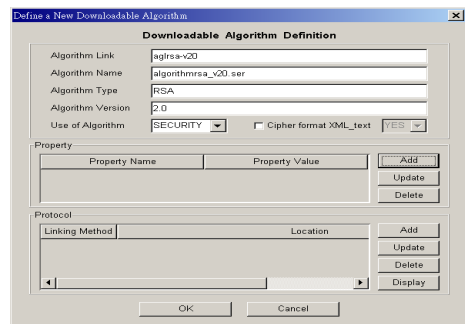 Define a New Downloadable Algorithm
Downloadable Algorithm Definition
Algorithm Link aglrsa-v20
Algorithm Name algorithmrsa_v20.ser
Algorithm Type RSA
Algorithm Version 2.0
Use of Algorithm SECURITY Cipher format XML_text YES
Property
Property Name Property Value Add
Update
Delete
Protocol
Linking Method Location Add
Update
Delete
Display
OK Cancel